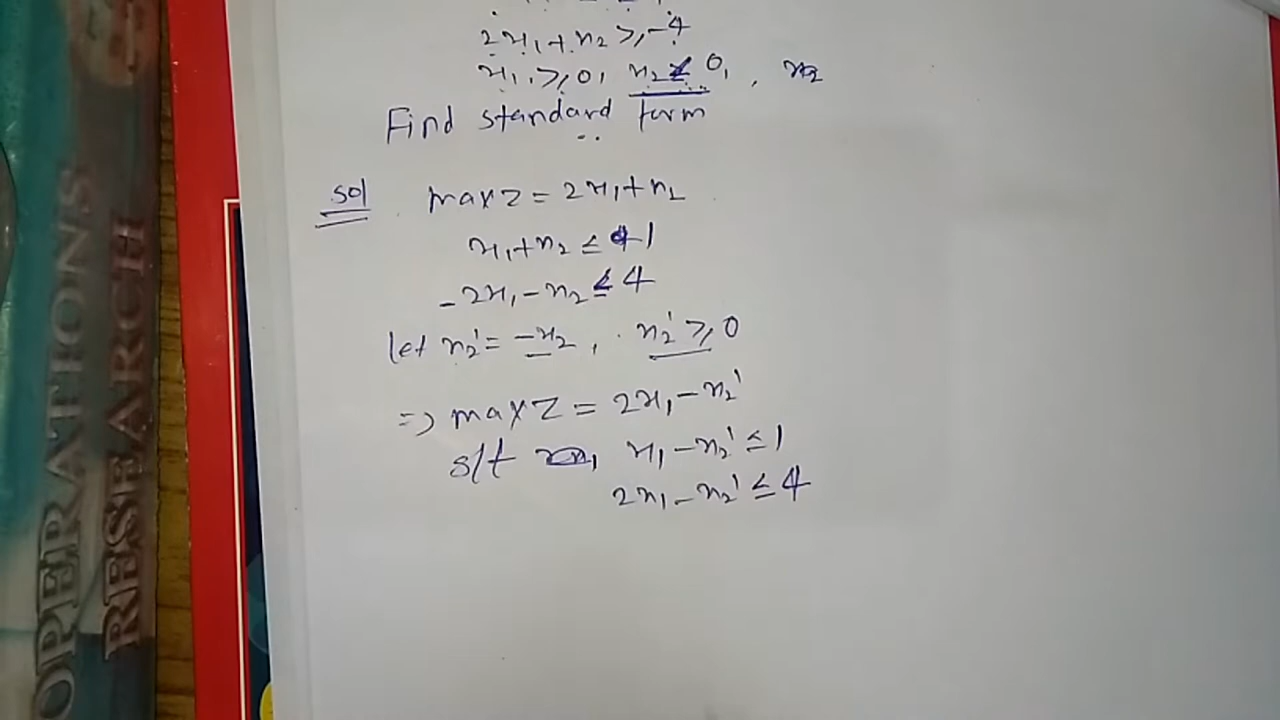 2x₁ + x₂ ≥ -4
x₁ ≥ 0, x₂ ≤ 0, , x₂
Find standard form
sol max z = 2x₁ + x₂
x₁ + x₂ ≤ 1
-2x₁ - x₂ ≤ 4
let x₂' = -x₂, x₂' ≥ 0
=> max z = 2x₁ - x₂'
s/t x₁ - x₂' ≤ 1
2x₁ - x₂' ≤ 4
OPERATIONS
RESEARCH